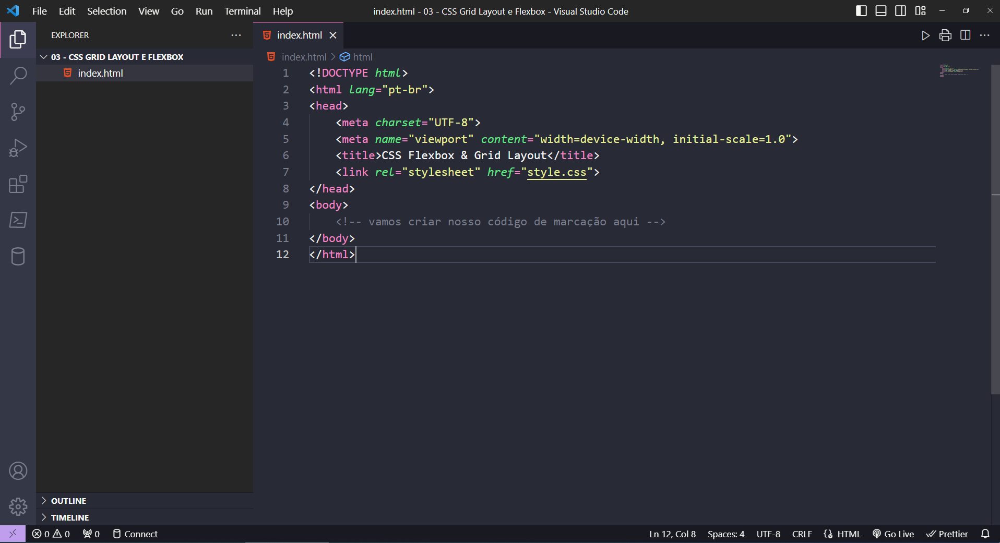 File Edit Selection View Go Run Terminal Help
index.html - 03 - CSS Grid Layout e Flexbox - Visual Studio Code
EXPLORER
03 - CSS GRID LAYOUT E FLEXBOX
index.html
OUTLINE
TIMELINE
index.html
index.html > html
1 <!DOCTYPE html>
2 <html lang="pt-br">
3 <head>
4     <meta charset="UTF-8">
5     <meta name="viewport" content="width=device-width, initial-scale=1.0">
6     <title>CSS Flexbox & Grid Layout</title>
7     <link rel="stylesheet" href="style.css">
8 </head>
9 <body>
10     <!-- vamos criar nosso código de marcação aqui -->
11 </body>
12 </html>
0 0 0 Connect
Ln 12, Col 8 Spaces: 4 UTF-8 CRLF HTML Go Live Prettier